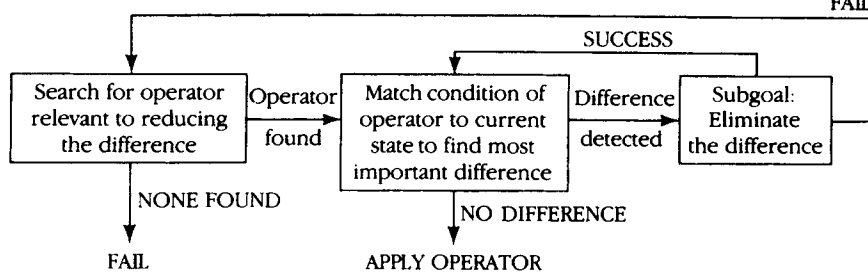 FAIL
SUCCESS
Search for operator
relevant to reducing
the difference
Operator
found
Match condition of
operator to current
state to find most
important difference
Difference
detected
Subgoal:
Eliminate
the difference
NONE FOUND
NO DIFFERENCE
FAIL
APPLY OPERATOR